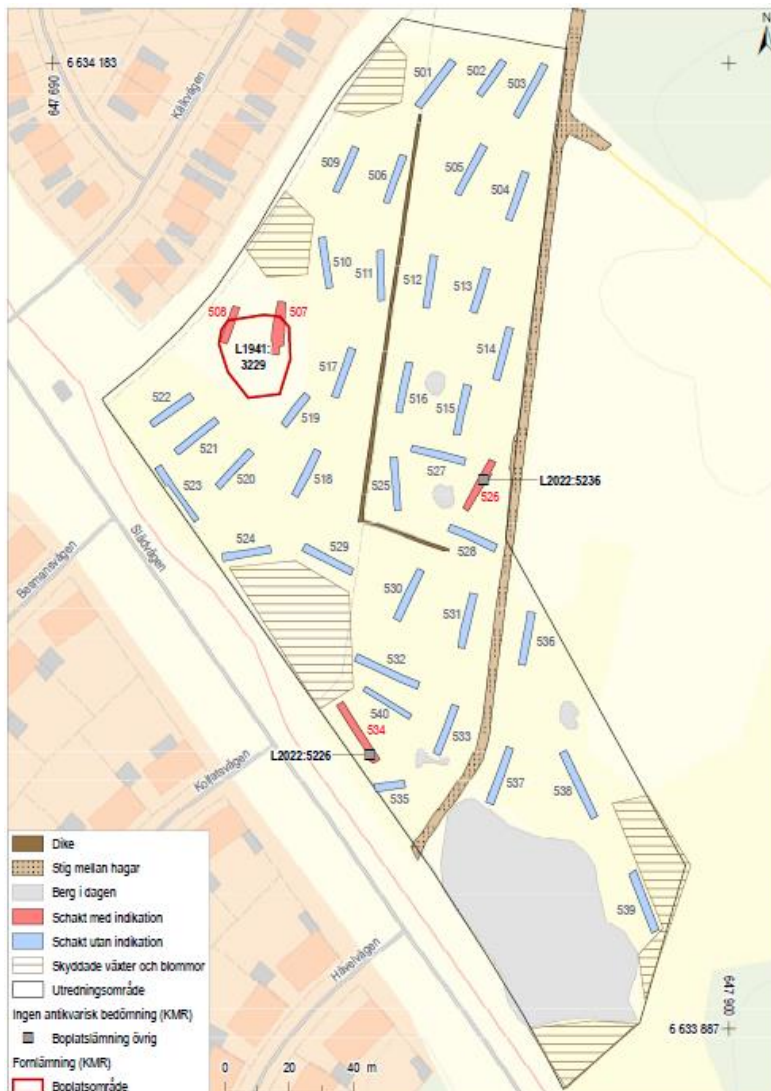 N
6 634 183
647 690
Kälkvägen
501
502
503
509
506
505
504
510
511
512
513
508
507
L1941:
3229
514
517
516
515
522
519
521
527
520
518
525
526
L2022:5236
523
528
Slädvägen
Basmansvägen
524
529
530
531
536
532
540
534
533
L2022:5226
Kolfatsvägen
535
537
538
539
Hävelvägen
647 900
6 633 887
Dike
Stig mellan hagar
Berg i dagen
Schakt med indikation
Schakt utan indikation
Skyddade växter och blommor
Utredningsområde
Ingen antikvarisk bedömning (KMR)
Boplatslämning övrig
Fornlämning (KMR)
Boplatsområde
0 20 40 m